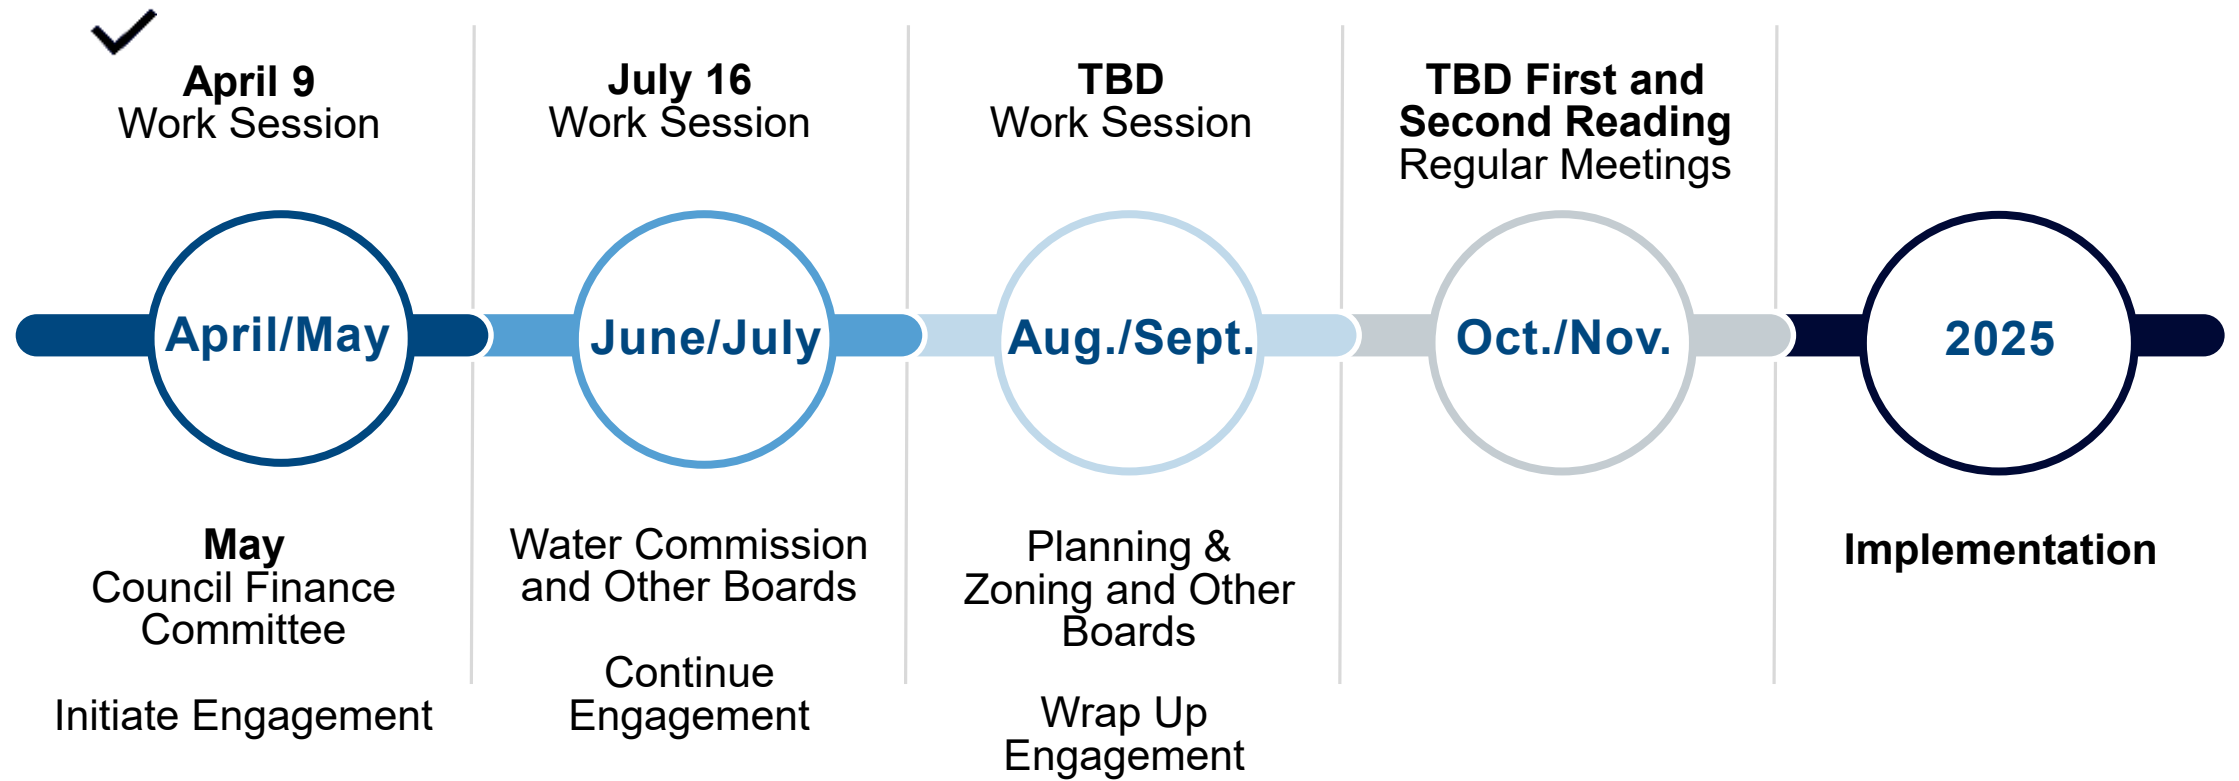 April 9
Work Session
July 16
Work Session
TBD
Work Session
TBD First and
Second Reading
Regular Meetings
April/May
June/July
Aug./Sept.
Oct./Nov.
2025
May
Council Finance
Committee
Initiate Engagement
Water Commission
and Other Boards
Continue
Engagement
Planning &
Zoning and Other
Boards
Wrap Up
Engagement
Implementation